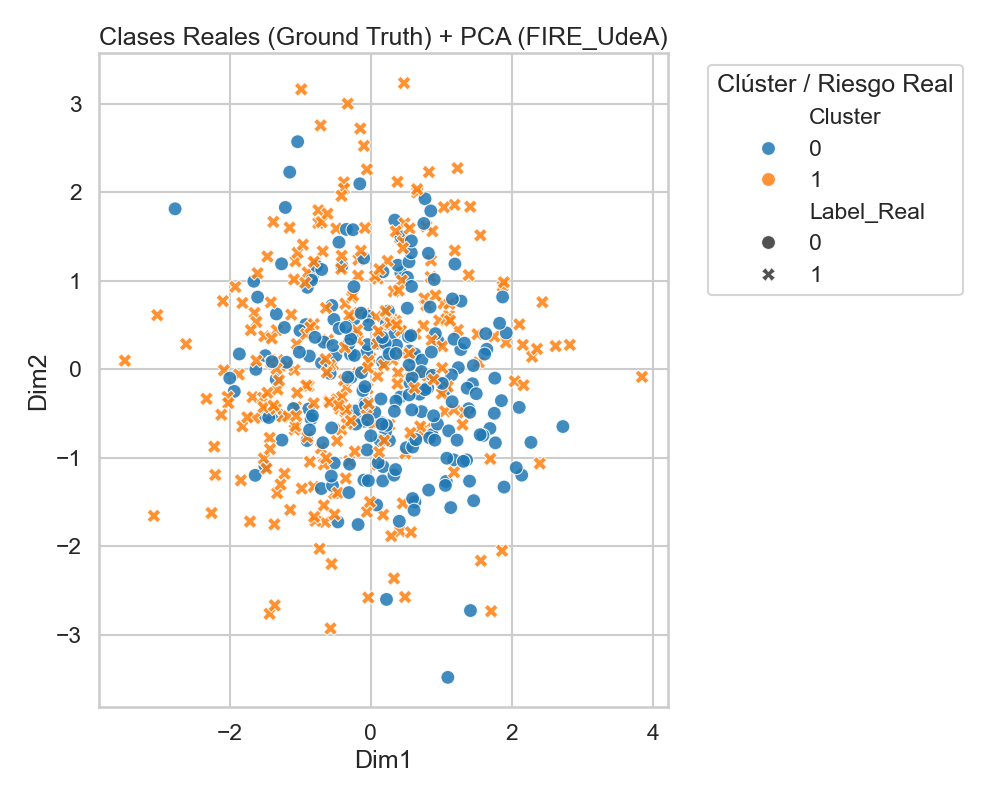 Clases Reales (Ground Truth) + PCA (FIRE_UdeA)
Clúster / Riesgo Real
Cluster
0
1
Label_Real
0
1
3
2
1
0
−1
−2
−3
Dim2
−2 0 2 4
Dim1